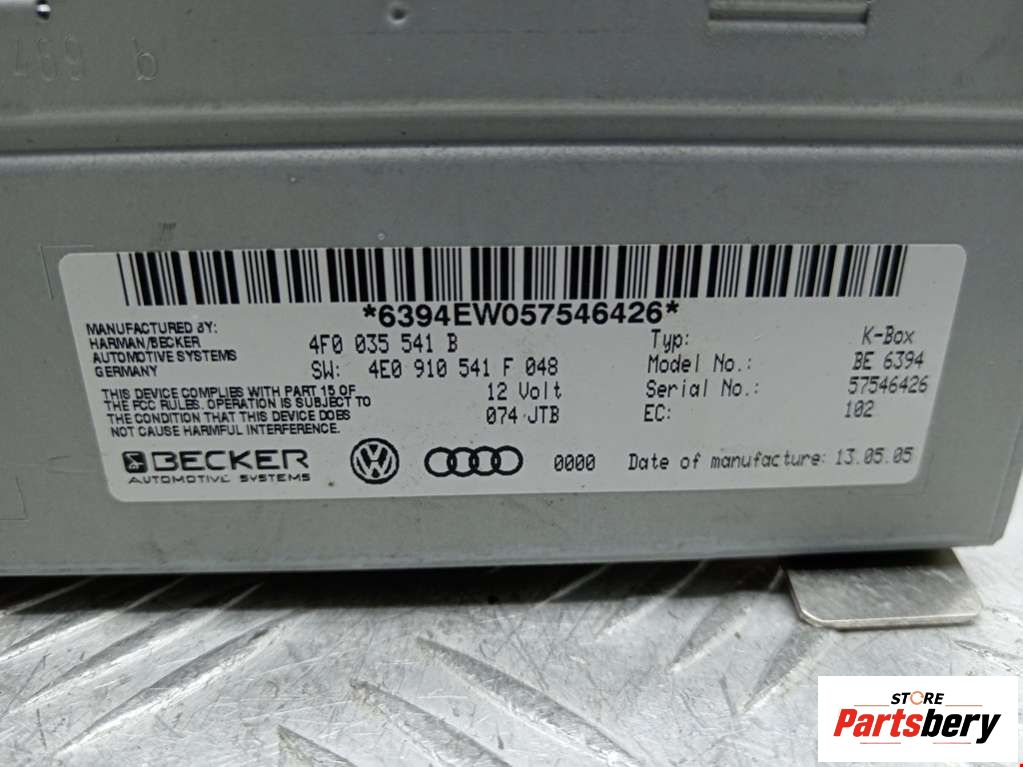 469 b
*6394EW057546426*
MANUFACTURED BY:
HARMAN/BECKER
AUTOMOTIVE SYSTEMS
GERMANY
4F0 035 541 B
SW: 4E0 910 541 F 048
12 Volt
074 JTB
THIS DEVICE COMPLIES WITH PART 15 OF
THE FCC RULES. OPERATION IS SUBJECT TO
THE CONDITION THAT THIS DEVICE DOES
NOT CAUSE HARMFUL INTERFERENCE.
Typ: K-Box
Model No.: BE 6394
Serial No.: 57546426
EC: 102
BECKER
AUTOMOTIVE SYSTEMS
0000 Date of manufacture: 13.05.05
STORE
Partsbery